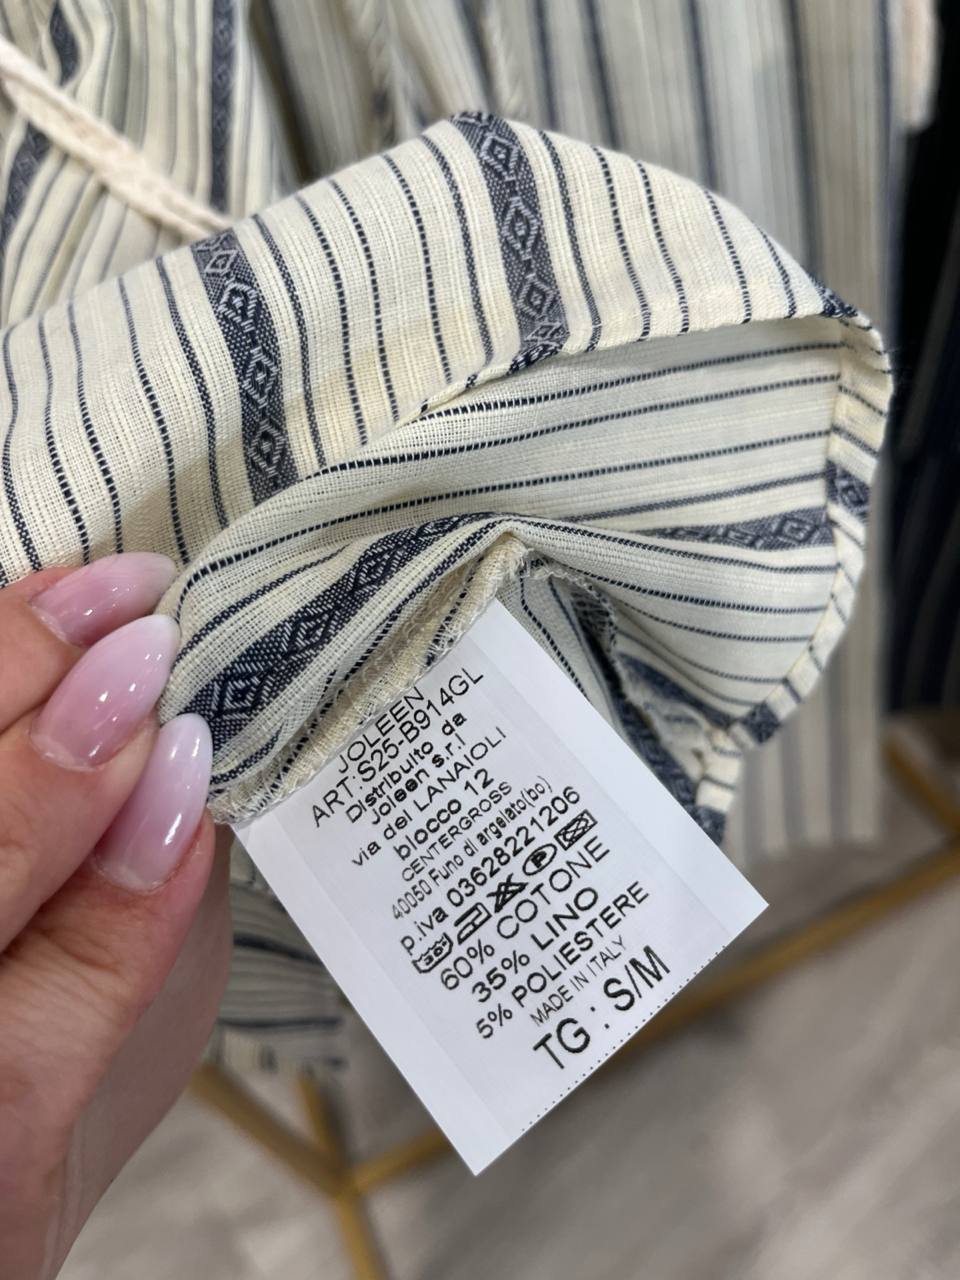 JOLEEN
ART:S25-B914GL
Distribuito da
Joleen s.r.l
via del LANAIOLI
blocco 12
CENTERGROSS
40050 Funo di argelato(bo)
p.iva 03628221206
60% COTONE
35% LINO
5% POLIESTERE
MADE IN ITALY
TG : S/M